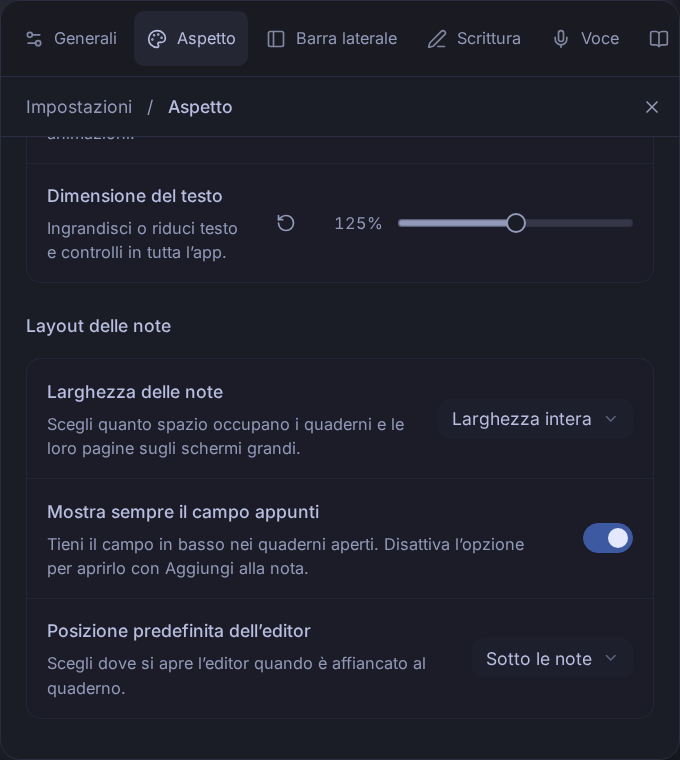 Generali
Aspetto
Barra laterale
Scrittura
Voce
Impostazioni / Aspetto
animazioni.
Dimensione del testo
Ingrandisci o riduci testo
e controlli in tutta l’app.
125%
Layout delle note
Larghezza delle note
Scegli quanto spazio occupano i quaderni e le
loro pagine sugli schermi grandi.
Larghezza intera
Mostra sempre il campo appunti
Tieni il campo in basso nei quaderni aperti. Disattiva l’opzione
per aprirlo con Aggiungi alla nota.
Posizione predefinita dell’editor
Scegli dove si apre l’editor quando è affiancato al
quaderno.
Sotto le note